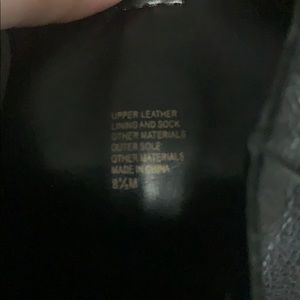 UPPER LEATHER
LINING AND SOCK
OTHER MATERIALS
OUTER SOLE
OTHER MATERIALS
MADE IN CHINA
8½M